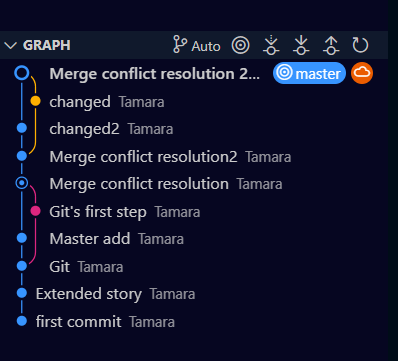 GRAPH Auto
Merge conflict resolution 2... master
changed Tamara
changed2 Tamara
Merge conflict resolution2 Tamara
Merge conflict resolution Tamara
Git's first step Tamara
Master add Tamara
Git Tamara
Extended story Tamara
first commit Tamara